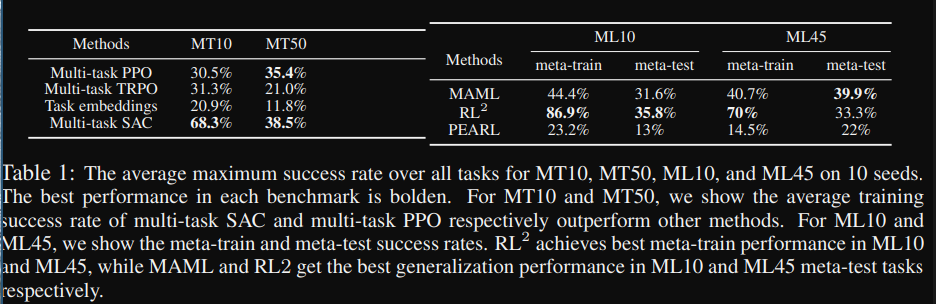 Methods MT10 MT50
Multi-task PPO 30.5% 35.4%
Multi-task TRPO 31.3% 21.0%
Task embeddings 20.9% 11.8%
Multi-task SAC 68.3% 38.5%
ML10 ML45
Methods meta-train meta-test meta-train meta-test
MAML 44.4% 31.6% 40.7% 39.9%
RL² 86.9% 35.8% 70% 33.3%
PEARL 23.2% 13% 14.5% 22%
Table 1: The average maximum success rate over all tasks for MT10, MT50, ML10, and ML45 on 10 seeds.
The best performance in each benchmark is bolden. For MT10 and MT50, we show the average training
success rate of multi-task SAC and multi-task PPO respectively outperform other methods. For ML10 and
ML45, we show the meta-train and meta-test success rates. RL² achieves best meta-train performance in ML10
and ML45, while MAML and RL2 get the best generalization performance in ML10 and ML45 meta-test tasks
respectively.